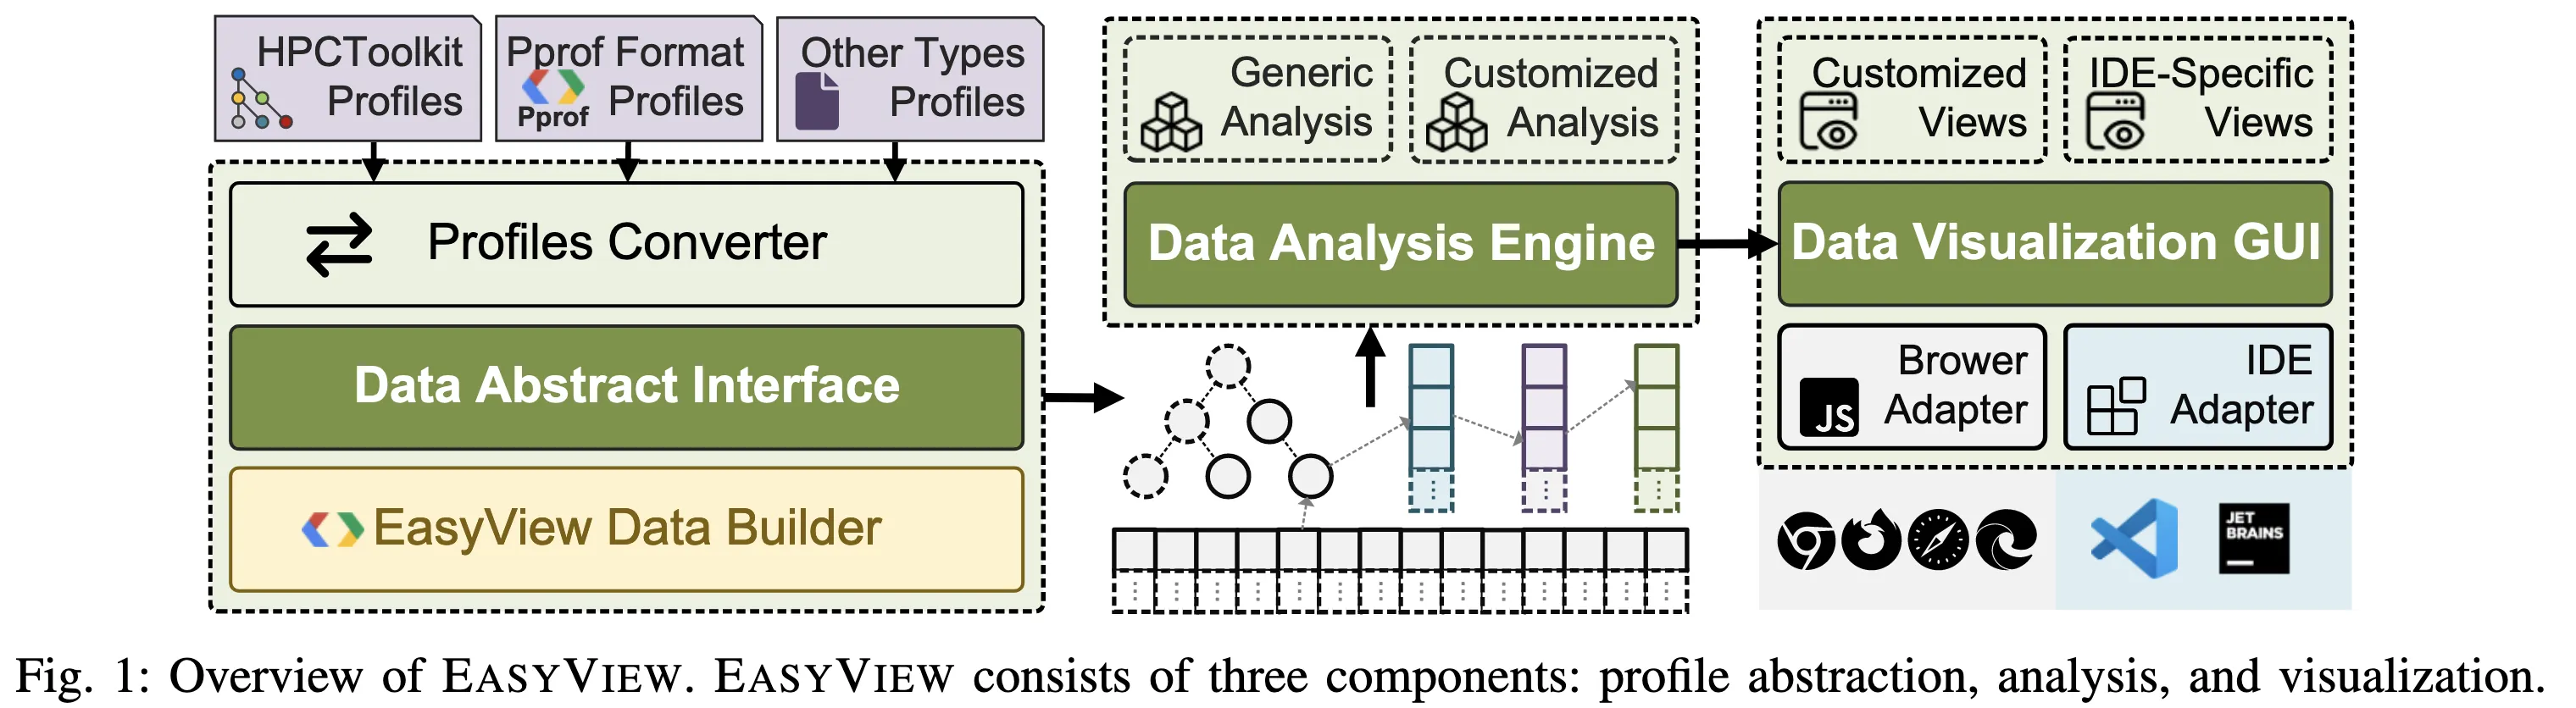 HPCToolkit
Profiles
Pprof Format
Profiles
Pprof
Other Types
Profiles
Profiles Converter
Data Abstract Interface
EasyView Data Builder
Generic
Analysis
Customized
Analysis
Data Analysis Engine
Customized
Views
IDE-Specific
Views
Data Visualization GUI
JS
Brower
Adapter
IDE
Adapter
JET
BRAINS
Fig. 1: Overview of EASYVIEW. EASYVIEW consists of three components: profile abstraction, analysis, and visualization.